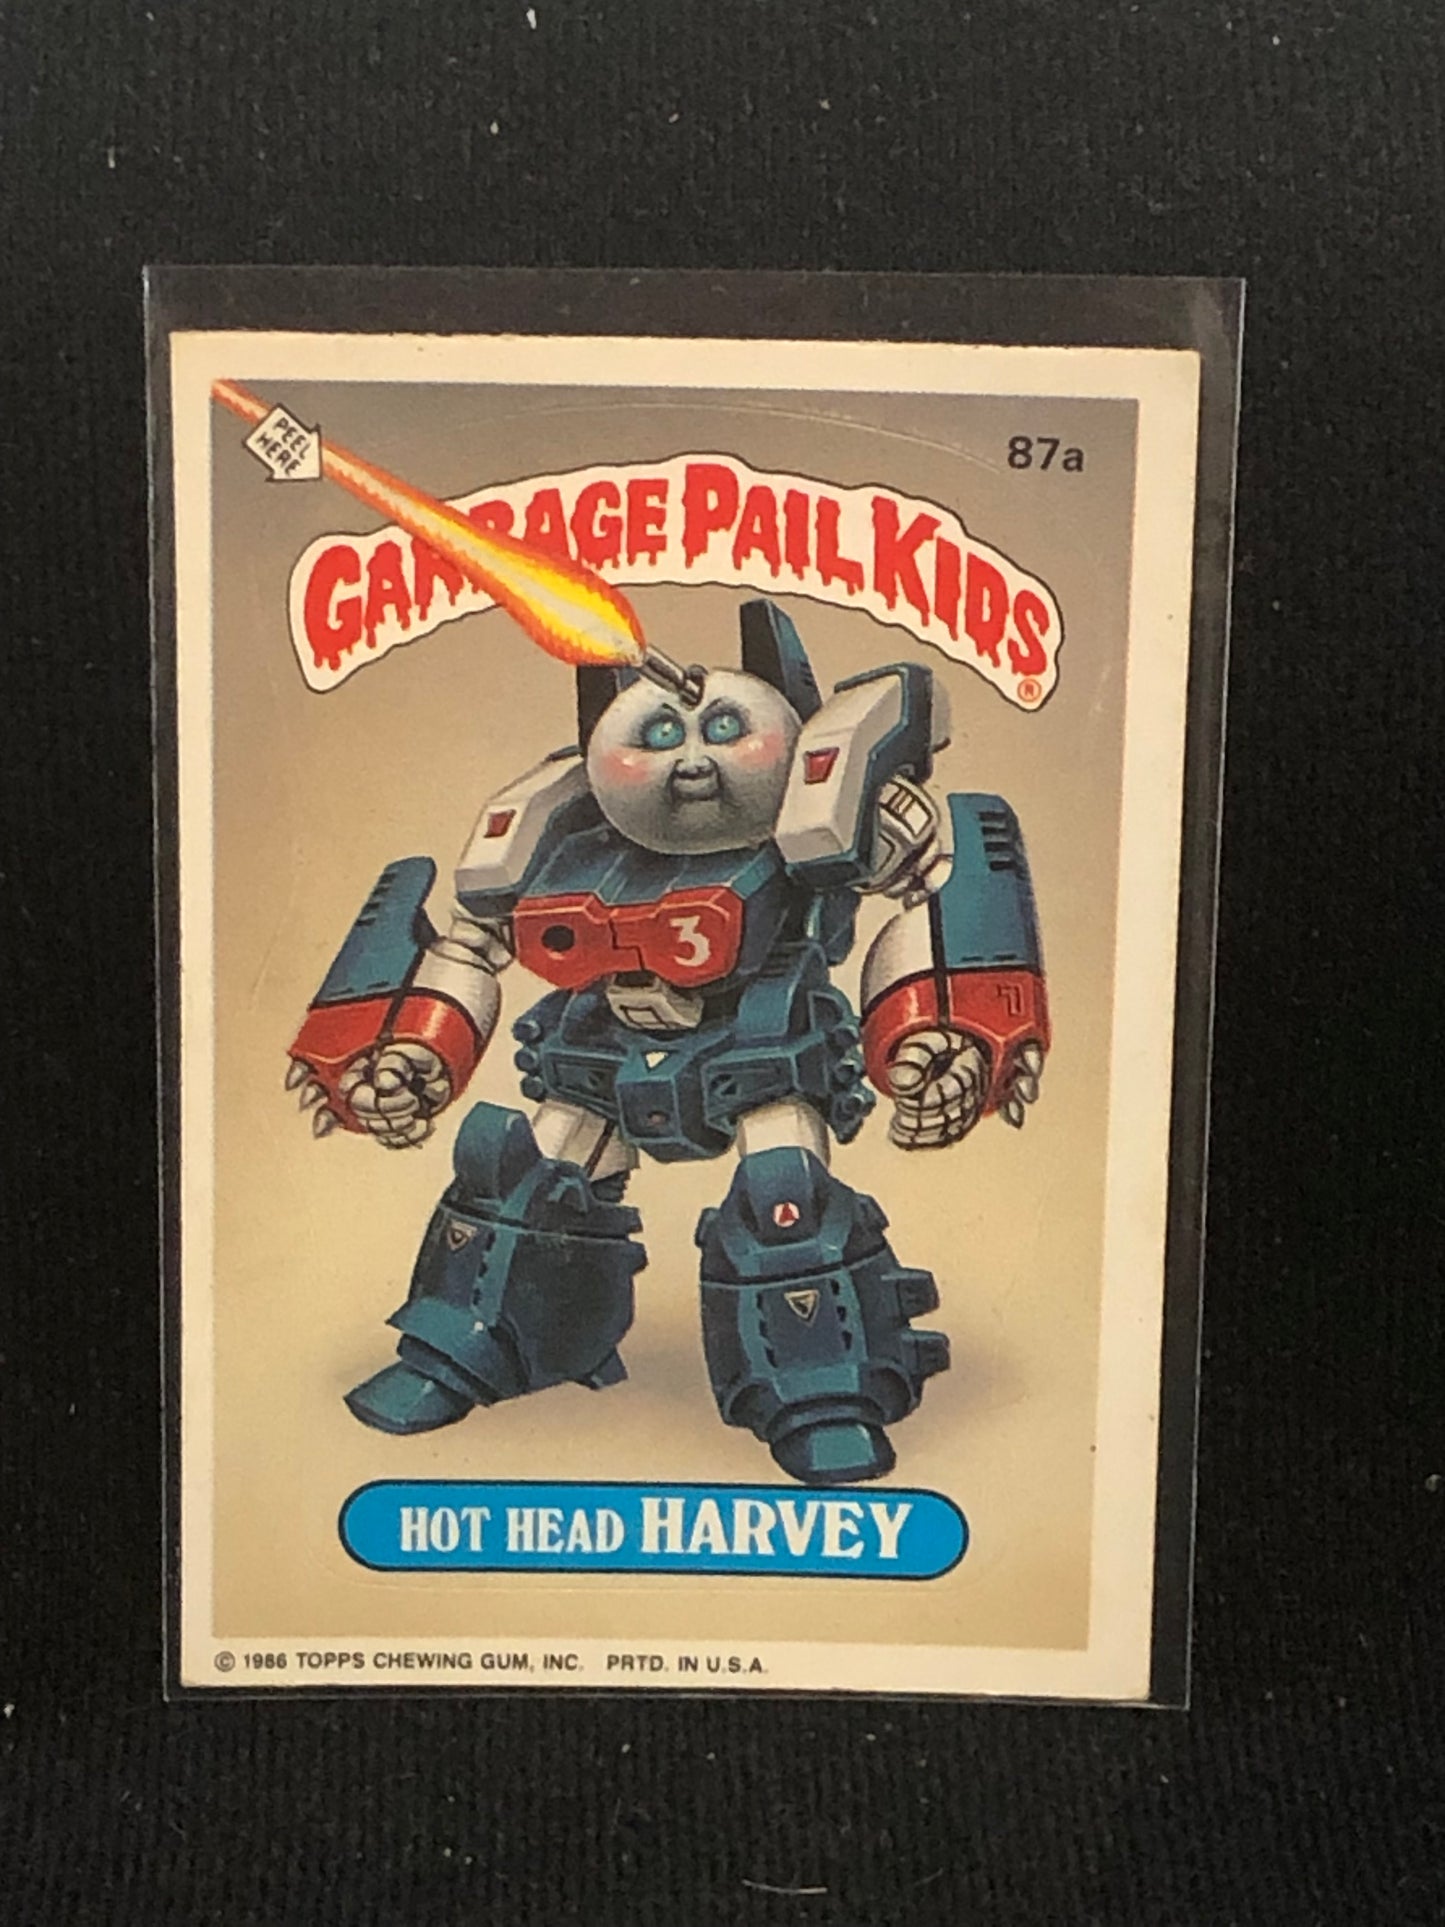 87a
PEEL
HERE
GARBAGE PAIL KIDS
®
3
HOT HEAD HARVEY
© 1986 TOPPS CHEWING GUM, INC. PRTD. IN U.S.A.